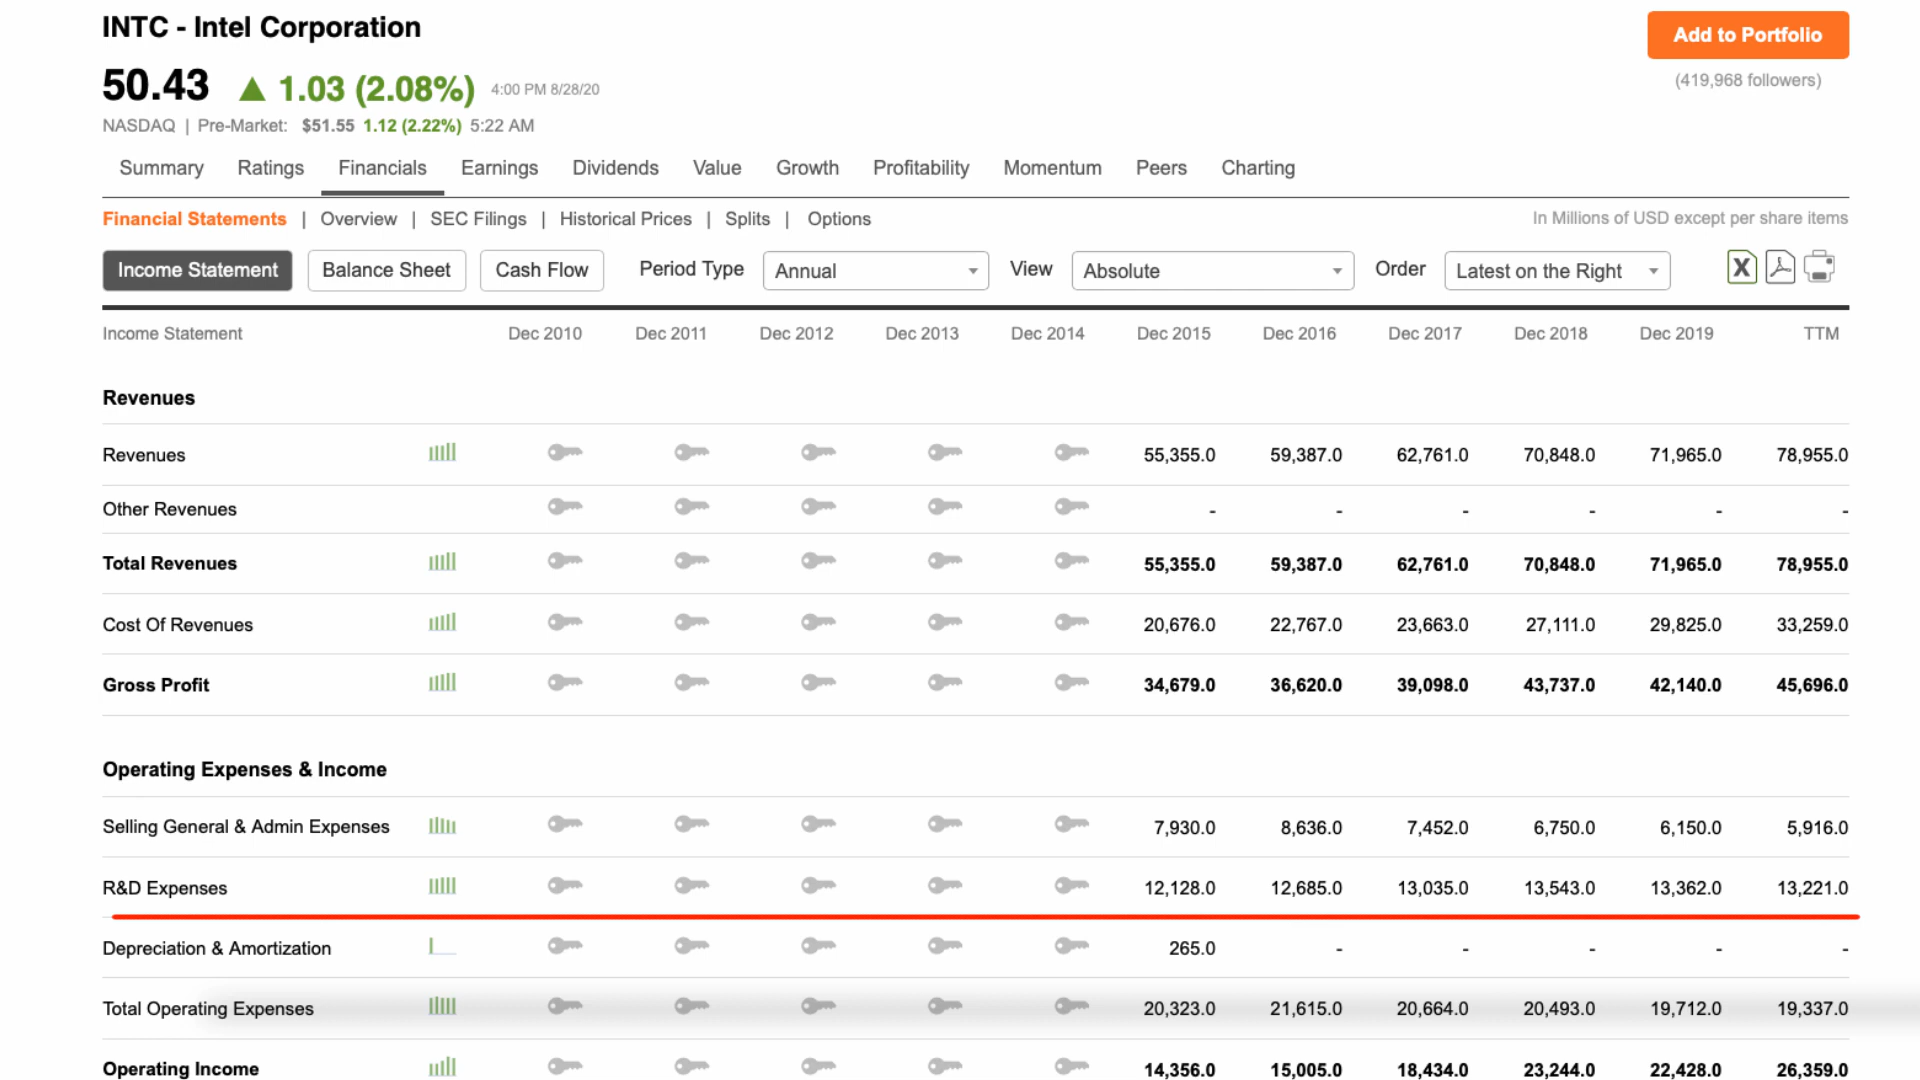 INTC - Intel Corporation
Add to Portfolio
50.43 ▲ 1.03 (2.08%) 4:00 PM 8/28/20
(419,968 followers)
NASDAQ | Pre-Market: $51.55 1.12 (2.22%) 5:22 AM
Summary Ratings Financials Earnings Dividends Value Growth Profitability Momentum Peers Charting
Financial Statements | Overview | SEC Filings | Historical Prices | Splits | Options In Millions of USD except per share items
Income Statement Balance Sheet Cash Flow Period Type Annual View Absolute Order Latest on the Right
Income Statement Dec 2010 Dec 2011 Dec 2012 Dec 2013 Dec 2014 Dec 2015 Dec 2016 Dec 2017 Dec 2018 Dec 2019 TTM
Revenues
Revenues 55,355.0 59,387.0 62,761.0 70,848.0 71,965.0 78,955.0
Other Revenues - - - - - -
Total Revenues 55,355.0 59,387.0 62,761.0 70,848.0 71,965.0 78,955.0
Cost Of Revenues 20,676.0 22,767.0 23,663.0 27,111.0 29,825.0 33,259.0
Gross Profit 34,679.0 36,620.0 39,098.0 43,737.0 42,140.0 45,696.0
Operating Expenses & Income
Selling General & Admin Expenses 7,930.0 8,636.0 7,452.0 6,750.0 6,150.0 5,916.0
R&D Expenses 12,128.0 12,685.0 13,035.0 13,543.0 13,362.0 13,221.0
Depreciation & Amortization 265.0 - - - - -
Total Operating Expenses 20,323.0 21,615.0 20,664.0 20,493.0 19,712.0 19,337.0
Operating Income 14,356.0 15,005.0 18,434.0 23,244.0 22,428.0 26,359.0